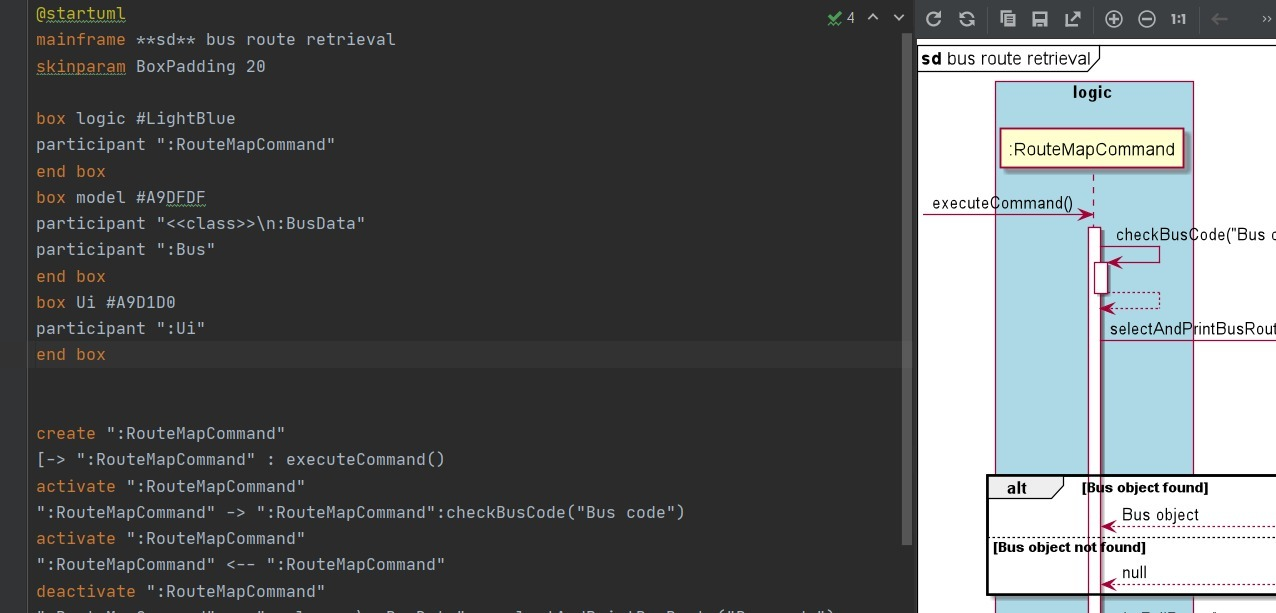 @startuml
mainframe **sd** bus route retrieval
skinparam BoxPadding 20
box logic #LightBlue
participant ":RouteMapCommand"
end box
box model #A9DFDF
participant "<<class>>\n:BusData"
participant ":Bus"
end box
box Ui #A9D1D0
participant ":Ui"
end box
create ":RouteMapCommand"
[-> ":RouteMapCommand" : executeCommand()
activate ":RouteMapCommand"
":RouteMapCommand" -> ":RouteMapCommand":checkBusCode("Bus code")
activate ":RouteMapCommand"
":RouteMapCommand" <-- ":RouteMapCommand"
deactivate ":RouteMapCommand"
4
1:1
sd bus route retrieval
logic
:RouteMapCommand
executeCommand()
checkBusCode("Bus c
selectAndPrintBusRout
alt [Bus object found]
Bus object
[Bus object not found]
null